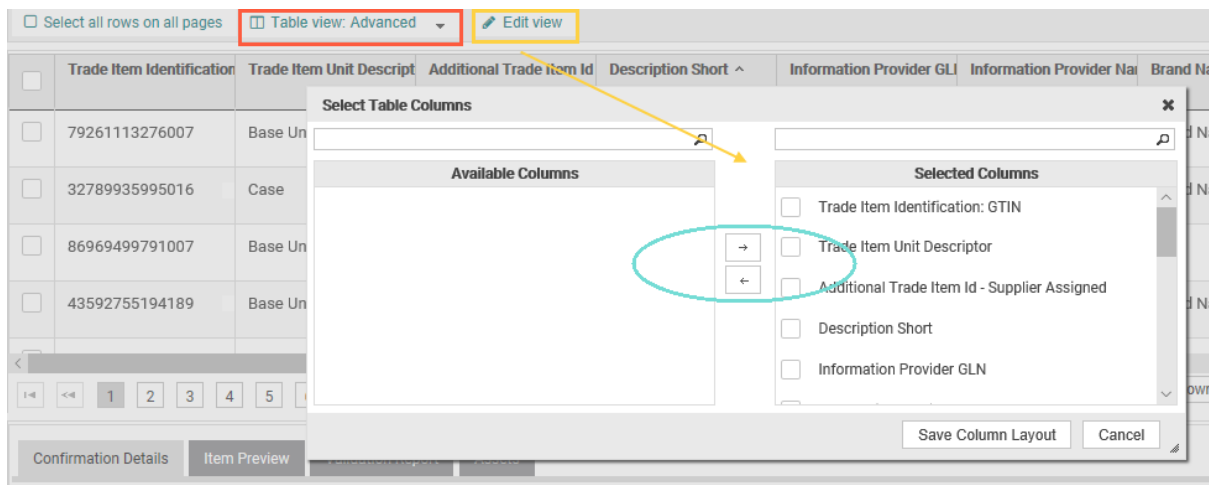 Select all rows on all pages Table view: Advanced Edit view
Trade Item Identification Trade Item Unit Descript Additional Trade Item Id Description Short Information Provider GLI Information Provider Nai Brand Na
Select Table Columns
79261113276007 Base Un
Available Columns Selected Columns
32789935995016 Case
Trade Item Identification: GTIN
86969499791007 Base Un
Trade Item Unit Descriptor
Additional Trade Item Id - Supplier Assigned
43592755194189 Base Un
Description Short
Information Provider GLN
1 2 3 4 5
Save Column Layout Cancel
Confirmation Details Item Preview Validation Report Assets